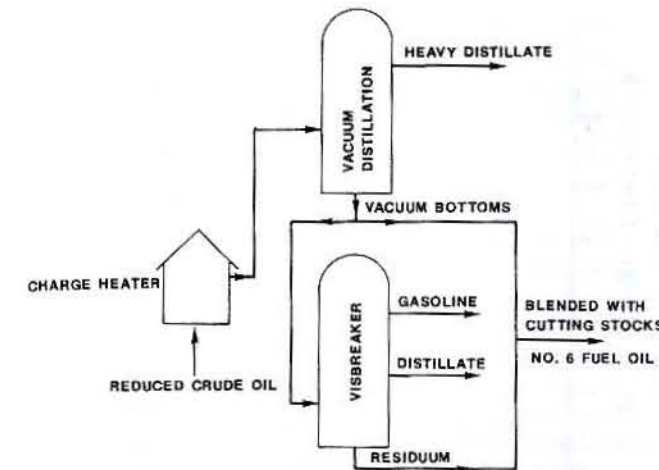 HEAVY DISTILLATE
VACUUM
DISTILLATION
VACUUM BOTTOMS
CHARGE HEATER
REDUCED CRUDE OIL
VISBREAKER
GASOLINE
DISTILLATE
RESIDUUM
BLENDED WITH
CUTTING STOCKS
NO. 6 FUEL OIL